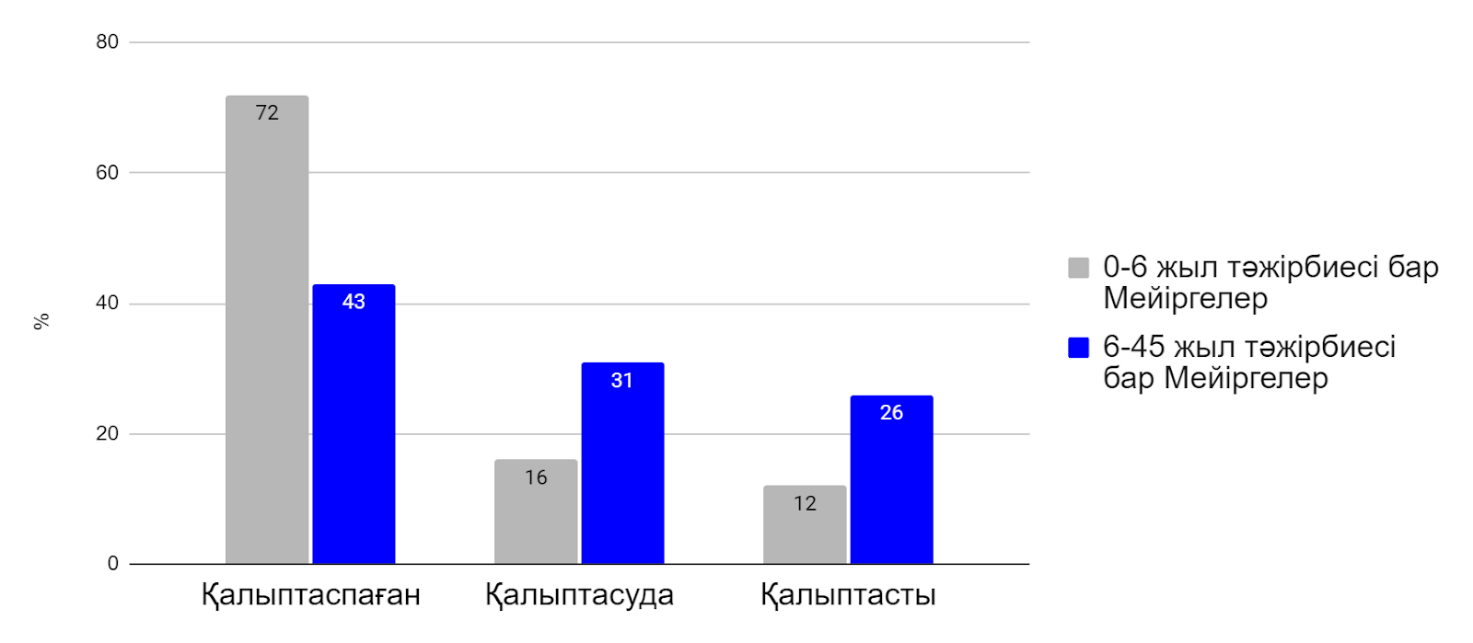 80
60
40
20
0
%
72
43
16
31
12
26
Қалыптаспаған
Қалыптасуда
Қалыптасты
0-6 жыл тәжірбиесі бар
Мейіргелер
6-45 жыл тәжірбиесі
бар Мейіргелер